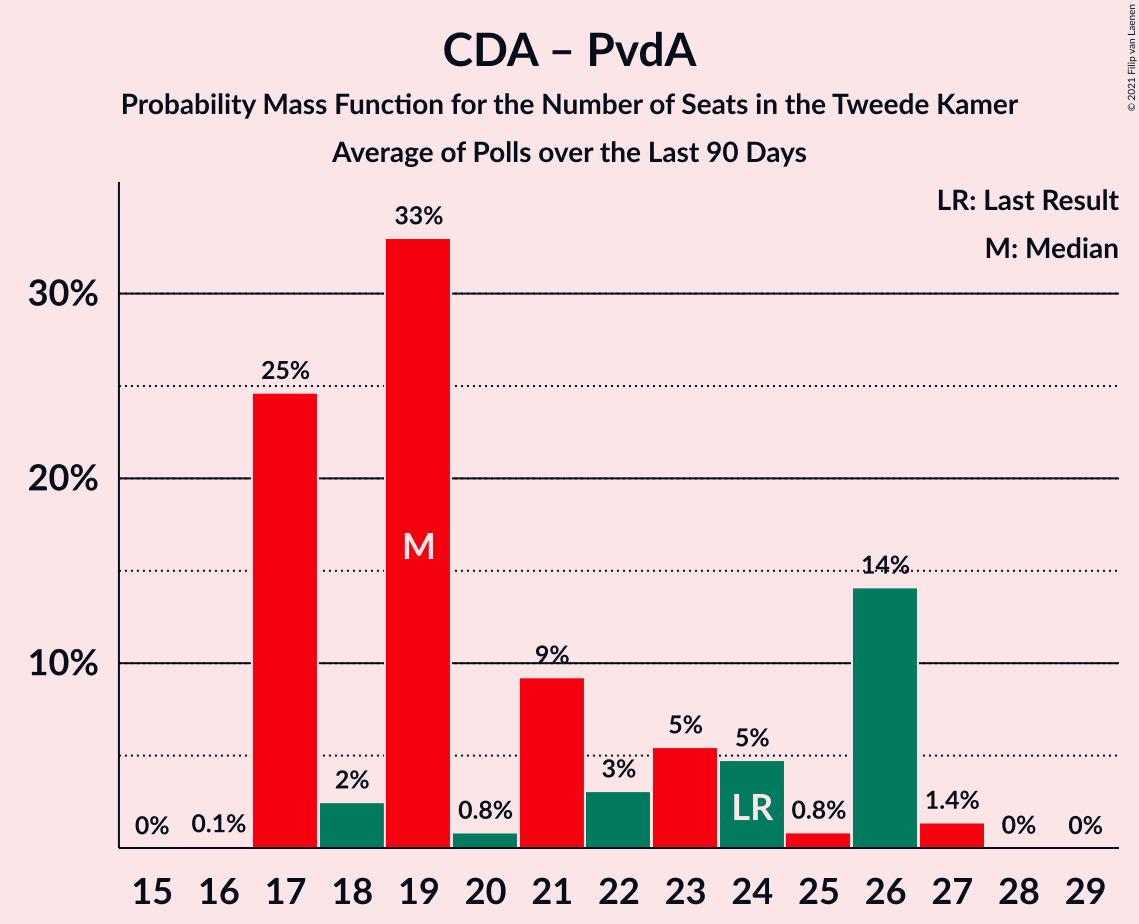 CDA – PvdA
Probability Mass Function for the Number of Seats in the Tweede Kamer
Average of Polls over the Last 90 Days
© 2021 Filip van Laenen
LR: Last Result
M: Median
30%
20%
10%
0%
0.1%
25%
2%
33%
0.8%
9%
3%
5%
5%
0.8%
14%
1.4%
0%
0%
M
LR
15 16 17 18 19 20 21 22 23 24 25 26 27 28 29